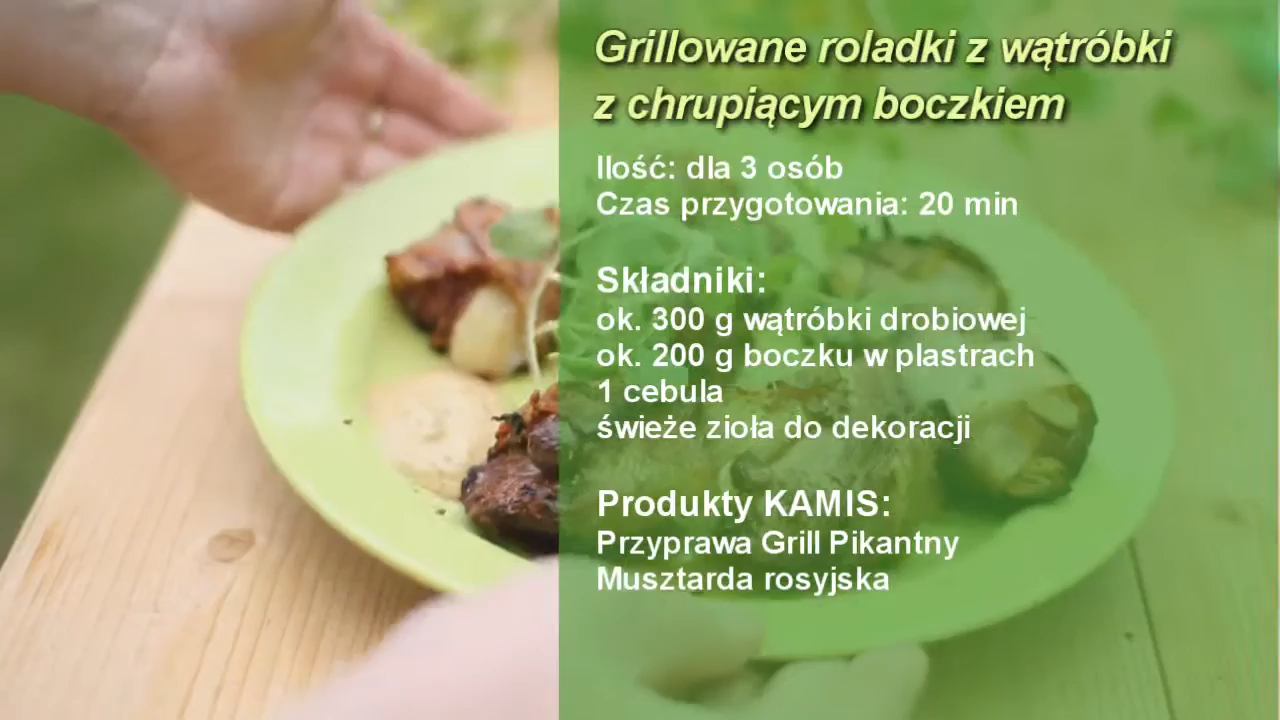 Grillowane roladki z wątróbki
z chrupiącym boczkiem
Ilość: dla 3 osób
Czas przygotowania: 20 min
Składniki:
ok. 300 g wątróbki drobiowej
ok. 200 g boczku w plastrach
1 cebula
świeże zioła do dekoracji
Produkty KAMIS:
Przyprawa Grill Pikantny
Musztarda rosyjska